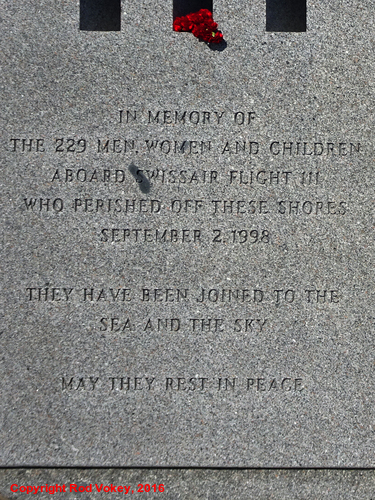 IN MEMORY OF
THE 229 MEN, WOMEN AND CHILDREN
ABOARD SWISSAIR FLIGHT 111
WHO PERISHED OFF THESE SHORES
SEPTEMBER 2, 1998
THEY HAVE BEEN JOINED TO THE
SEA AND THE SKY
MAY THEY REST IN PEACE
Copyright Rod Vokey, 2016